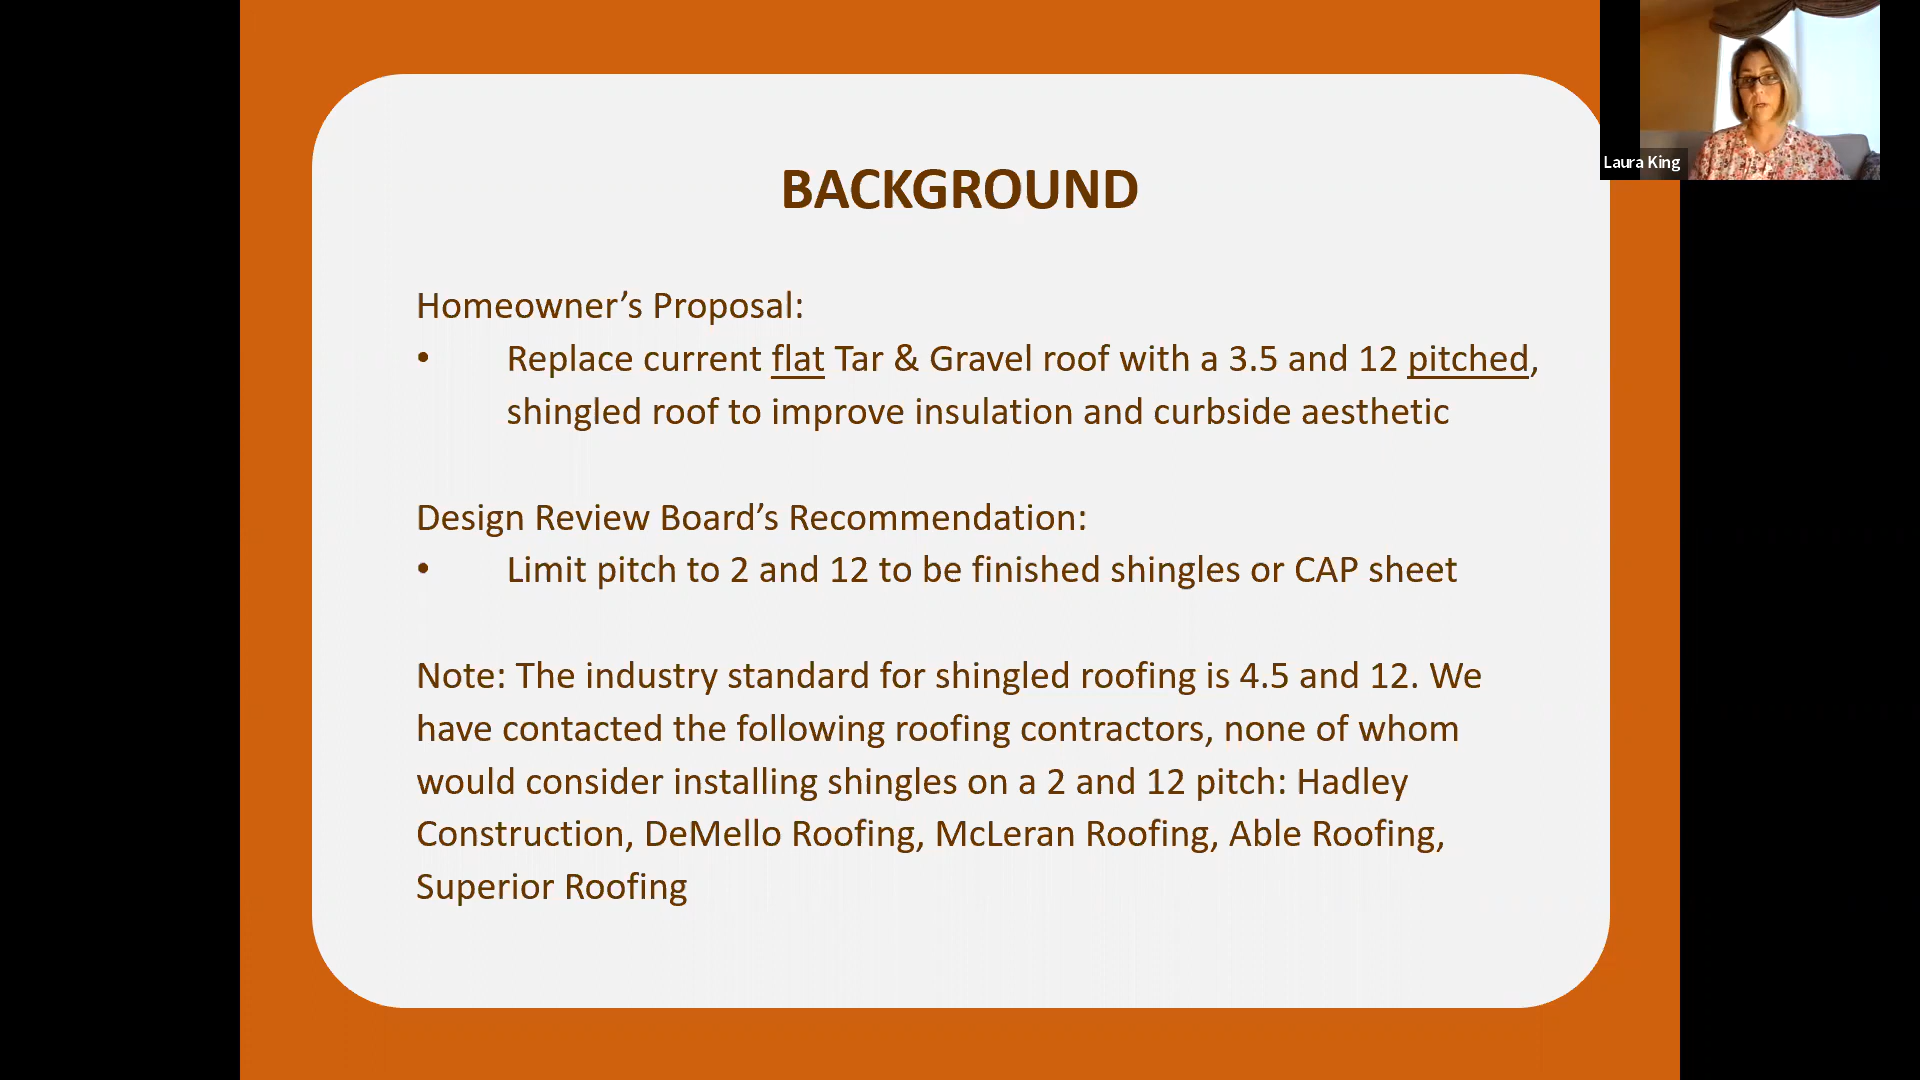 BACKGROUND
Laura King
Homeowner’s Proposal:
• Replace current flat Tar & Gravel roof with a 3.5 and 12 pitched,
shingled roof to improve insulation and curbside aesthetic
Design Review Board’s Recommendation:
• Limit pitch to 2 and 12 to be finished shingles or CAP sheet
Note: The industry standard for shingled roofing is 4.5 and 12. We
have contacted the following roofing contractors, none of whom
would consider installing shingles on a 2 and 12 pitch: Hadley
Construction, DeMello Roofing, McLeran Roofing, Able Roofing,
Superior Roofing